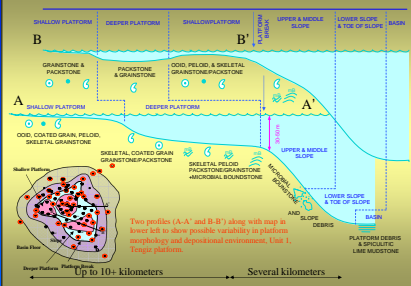 SHALLOW PLATFORM
DEEPER PLATFORM
SHALLOWPLATFORM
PLATFORM
BREAK
UPPER & MIDDLE
SLOPE
LOWER SLOPE
& TOE OF SLOPE
BASIN
B
B'
GRAINSTONE &
PACKSTONE
PACKSTONE
& GRAINSTONE
OOID, PELOID, & SKELETAL
GRAINSTONE/PACKSTONE
A
A'
SHALLOW PLATFORM
DEEPER PLATFORM
OOID, COATED GRAIN, PELOID,
SKELETAL GRAINSTONE
SKELETAL COATED GRAIN
GRAINSTONE/PACKSTONE
SKELETAL PELOID
PACKSTONE/GRAINSTONE
+MICROBIAL BOUNDSTONE
UPPER & MIDDLE
SLOPE
MICROBIAL
BOUNDSTONE
AND SLOPE
DEBRIS
LOWER SLOPE
& TOE OF SLOPE
BASIN
PLATFORM DEBRIS
& SPICULITIC
LIME MUDSTONE
Shallow Platform
Slope
Basin Floor
Deeper Platform
Platform Break
Two profiles (A-A' and B-B') along with map in
lower left to show possible variability in platform
morphology and depositional environment, Unit 1,
Tengiz platform.
Up to 10+ kilometers
Several kilometers